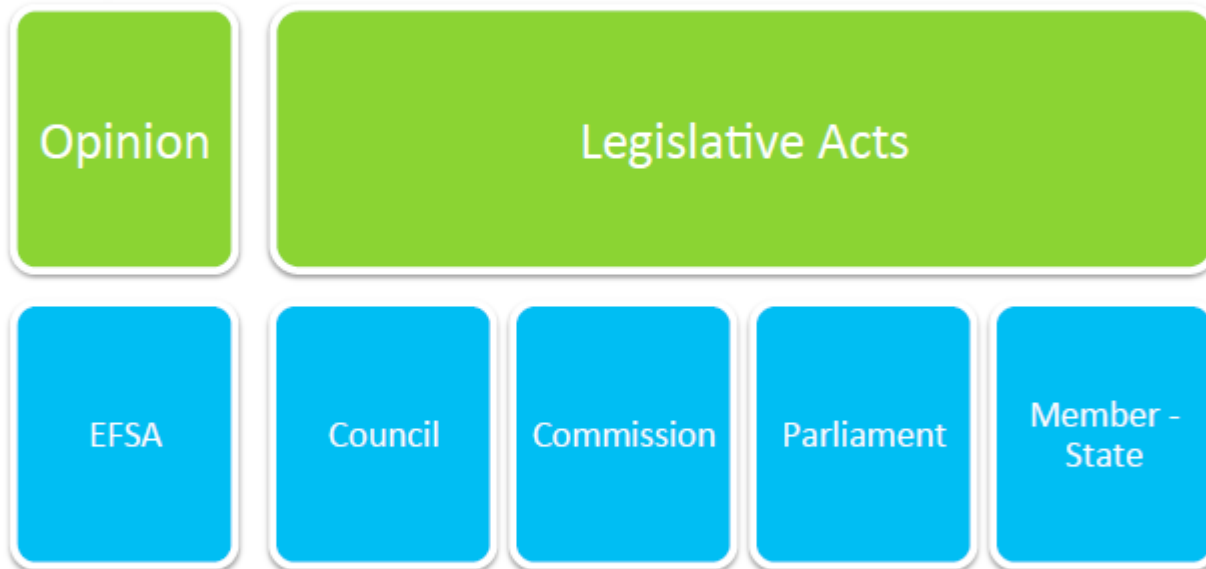 Opinion
Legislative Acts
EFSA
Council
Commission
Parliament
Member -
State